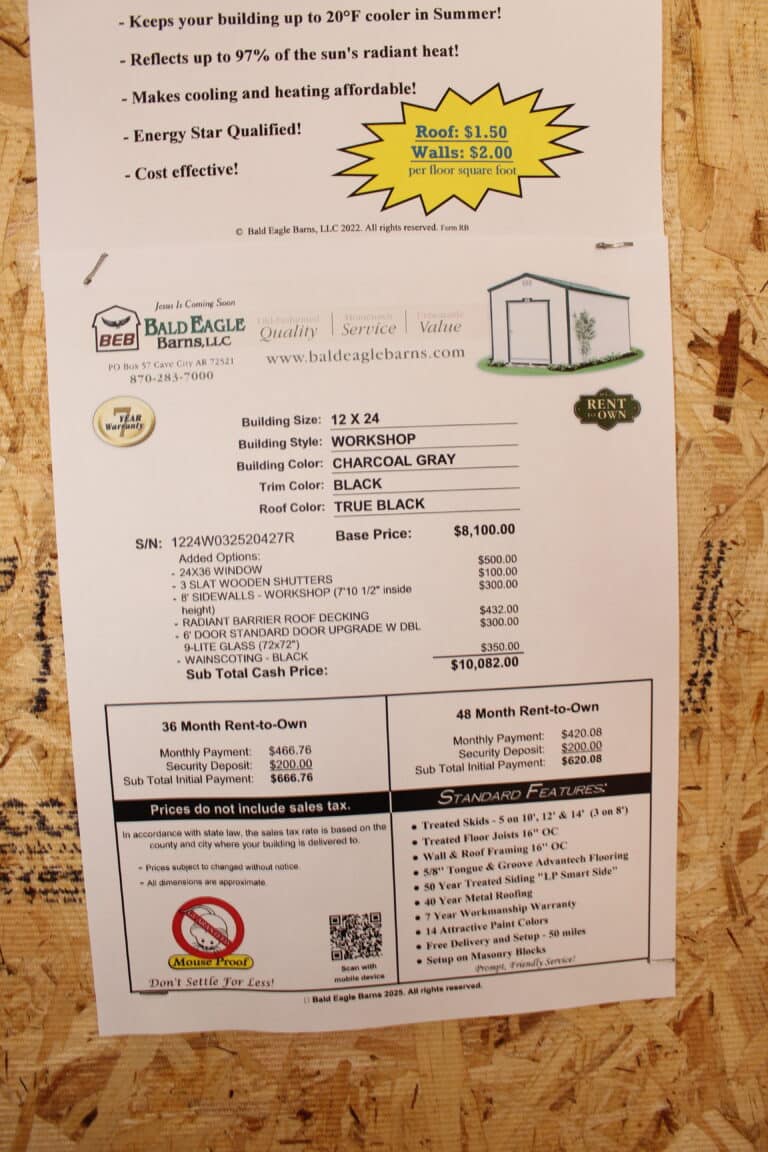 - Keeps your building up to 20°F cooler in Summer!
- Reflects up to 97% of the sun's radiant heat!
- Makes cooling and heating affordable!
- Energy Star Qualified!
- Cost effective!
Roof: $1.50
Walls: $2.00
per floor square foot
© Bald Eagle Barns, LLC 2022. All rights reserved. Form RB
Jesus Is Coming Soon
BEB
BALD EAGLE
BARNS, LLC
PO Box 57 Cave City AR 72521
870-283-7000
Old-fashioned Quality | Hometown Service | Honorable Value
www.baldeaglebarns.com
7 YEAR
Warranty
RENT
TO OWN
Building Size: 12 X 24
Building Style: WORKSHOP
Building Color: CHARCOAL GRAY
Trim Color: BLACK
Roof Color: TRUE BLACK
S/N: 1224W032520427R Base Price: $8,100.00
Added Options:
- 24X36 WINDOW $500.00
- 3 SLAT WOODEN SHUTTERS $100.00
- 8' SIDEWALLS - WORKSHOP (7'10 1/2" inside $300.00
height)
- RADIANT BARRIER ROOF DECKING $432.00
- 6' DOOR STANDARD DOOR UPGRADE W DBL $300.00
9-LITE GLASS (72x72")
- WAINSCOTING - BLACK $350.00
Sub Total Cash Price: $10,082.00
36 Month Rent-to-Own
Monthly Payment: $466.76
Security Deposit: $200.00
Sub Total Initial Payment: $666.76
48 Month Rent-to-Own
Monthly Payment: $420.08
Security Deposit: $200.00
Sub Total Initial Payment: $620.08
Prices do not include sales tax.
In accordance with state law, the sales tax rate is based on the
county and city where your building is delivered to.
- Prices subject to changed without notice.
- All dimensions are approximate.
Mouse Proof
Don't Settle For Less!
Scan with
mobile device
STANDARD FEATURES:
• Treated Skids - 5 on 10', 12' & 14' (3 on 8')
• Treated Floor Joists 16" OC
• Wall & Roof Framing 16" OC
• 5/8" Tongue & Groove Advantech Flooring
• 50 Year Treated Siding "LP Smart Side"
• 40 Year Metal Roofing
• 7 Year Workmanship Warranty
• 14 Attractive Paint Colors
• Free Delivery and Setup - 50 miles
• Setup on Masonry Blocks
Prompt, Friendly Service!
Bald Eagle Barns 2025. All rights reserved.